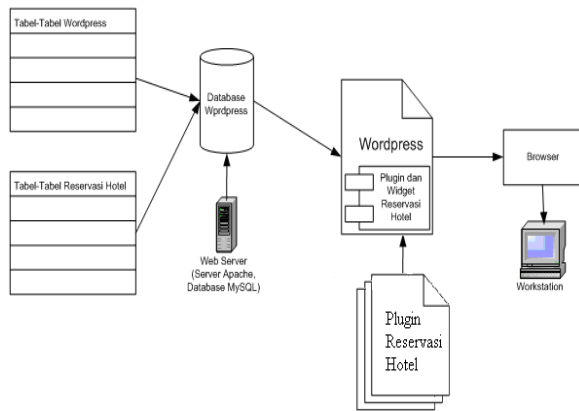 Tabel-Tabel Wordpress
Database
Wprdpress
Wordpress
Plugin dan
Widget
Reservasi
Hotel
Browser
Tabel-Tabel Reservasi Hotel
Web Server
(Server Apache,
Database MySQL)
Workstation
Plugin
Reservasi
Hotel